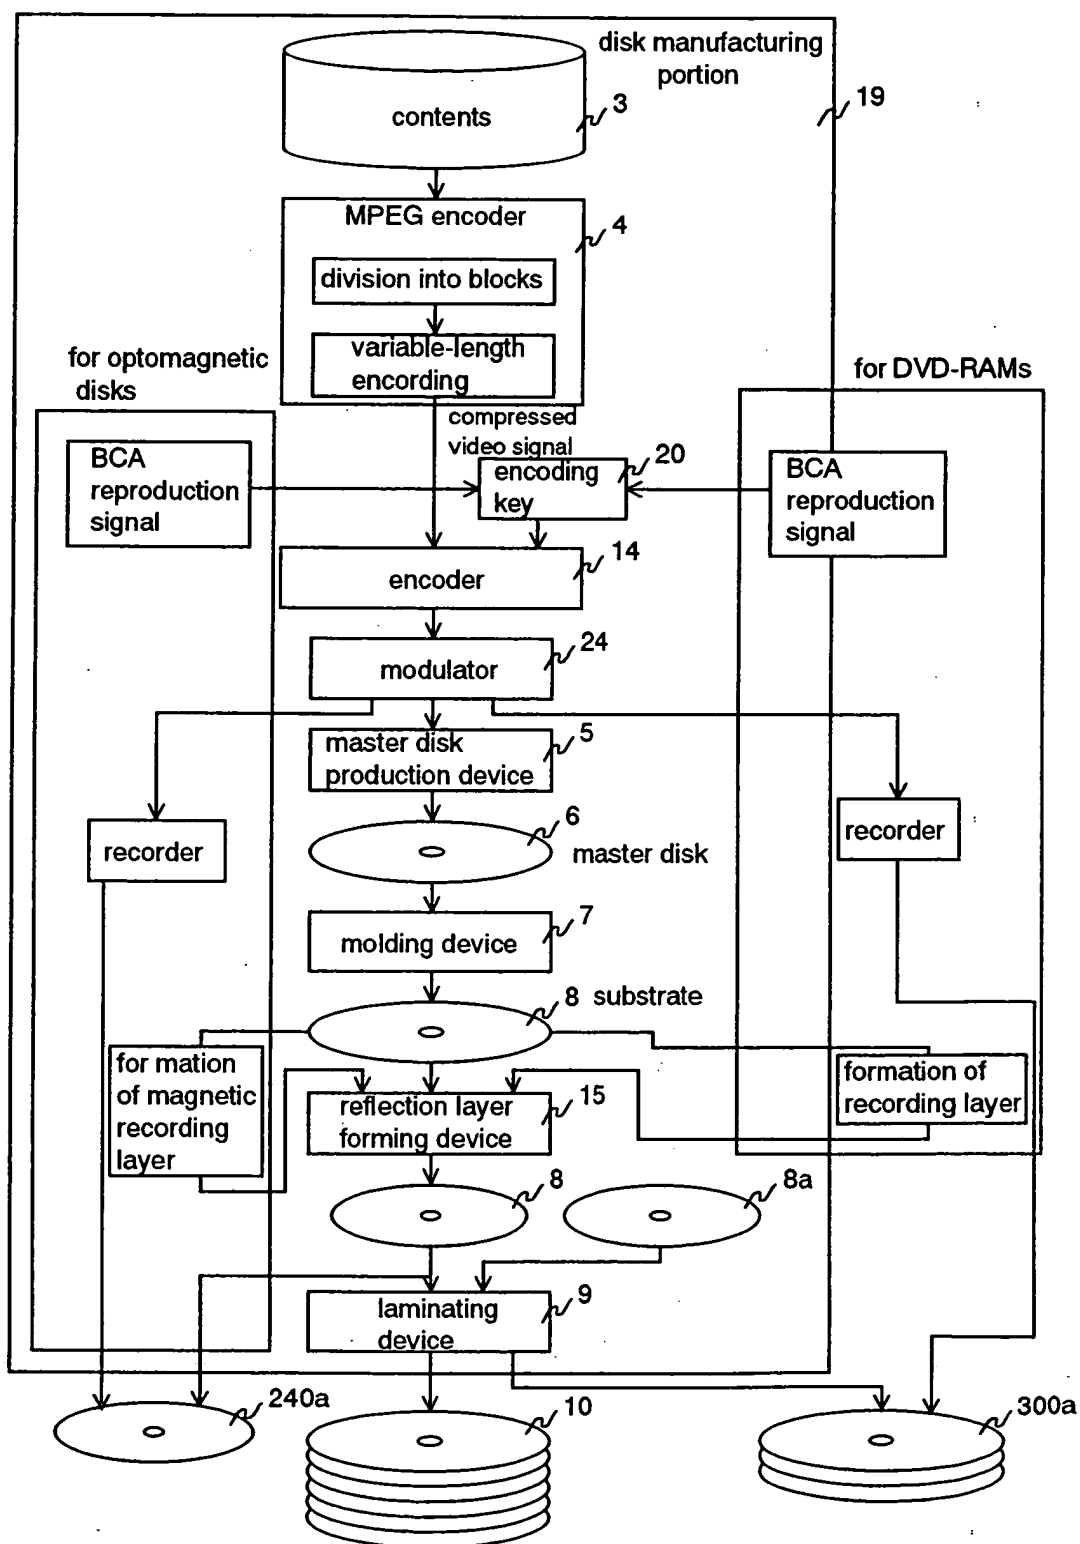 disk manufacturing
portion
19
contents
3
MPEG encoder
4
division into blocks
variable-length
encording
for optomagnetic
disks
for DVD-RAMs
compressed
video signal
BCA
reproduction
signal
encoding
key
20
BCA
reproduction
signal
encoder
14
modulator
24
master disk
production device
5
recorder
6
master disk
recorder
molding device
7
8 substrate
for mation
of magnetic
recording
layer
reflection layer
forming device
15
formation of
recording layer
8
8a
laminating
device
9
240a
10
300a